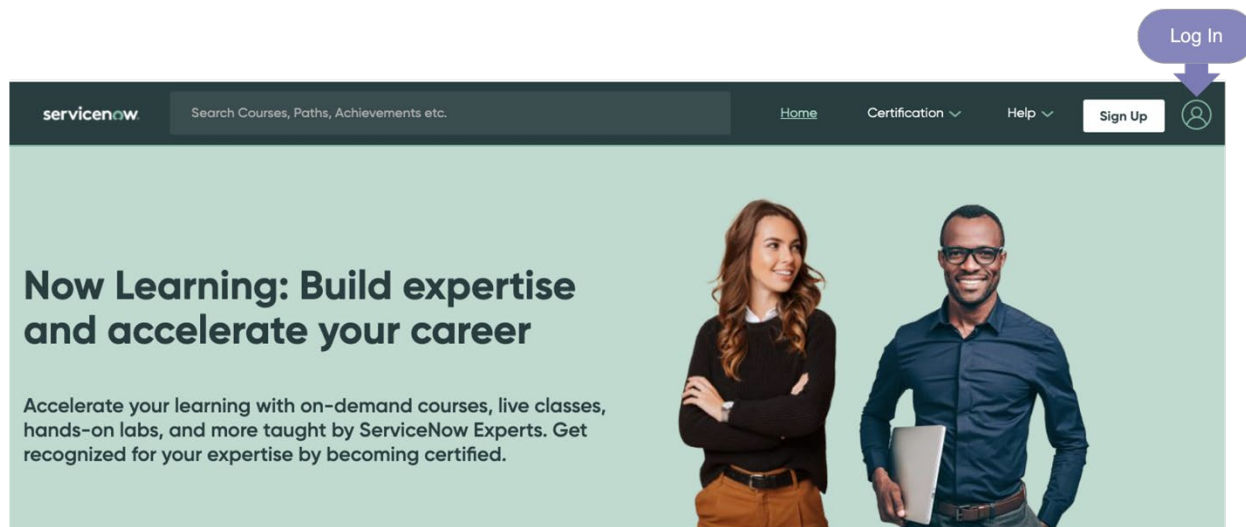 Log In
servicenow
Search Courses, Paths, Achievements etc.
Home
Certification
Help
Sign Up
Now Learning: Build expertise
and accelerate your career
Accelerate your learning with on-demand courses, live classes,
hands-on labs, and more taught by ServiceNow Experts. Get
recognized for your expertise by becoming certified.